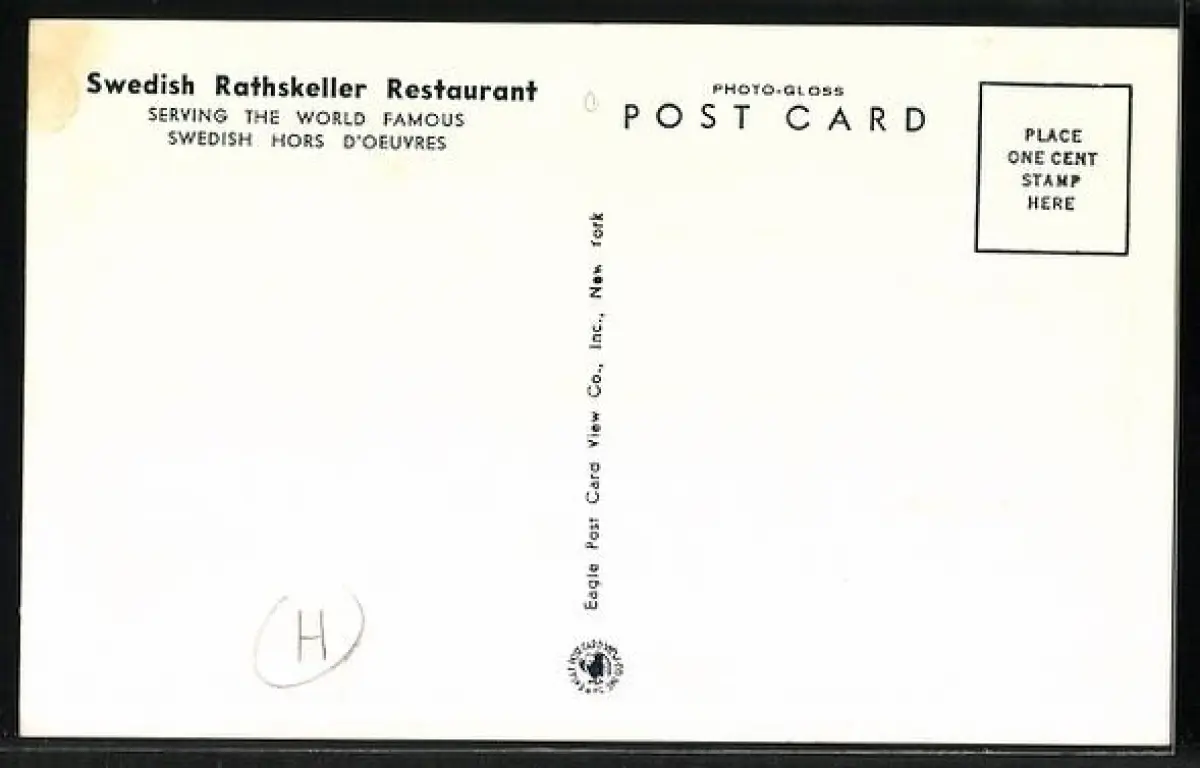 Swedish Rathskeller Restaurant
SERVING THE WORLD FAMOUS
SWEDISH HORS D'OEUVRES
PHOTO-GLOSS
POST CARD
PLACE
ONE CENT
STAMP
HERE
Eagle Post Card View Co., Inc., New York
H